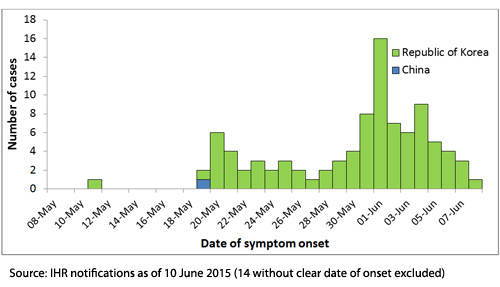 18
16
14
12
10
8
6
4
2
0
Number of cases
Republic of Korea
China
08-May
10-May
12-May
14-May
16-May
18-May
20-May
22-May
24-May
26-May
28-May
30-May
01-Jun
03-Jun
05-Jun
07-Jun
Date of symptom onset
Source: IHR notifications as of 10 June 2015 (14 without clear date of onset excluded)